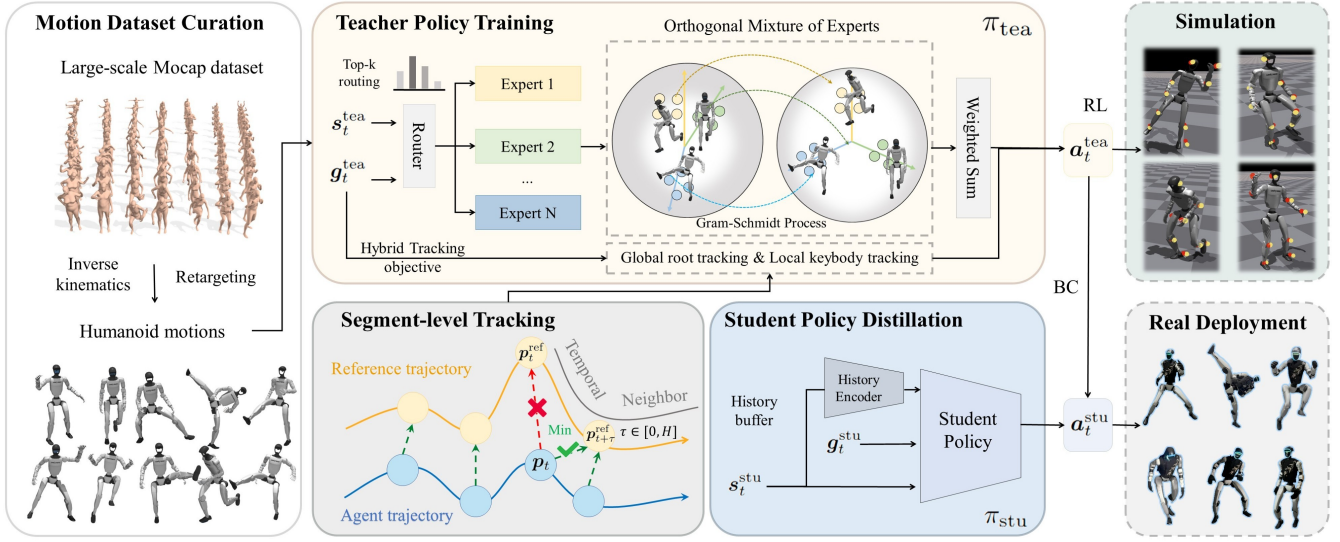 Motion Dataset Curation
Large-scale Mocap dataset
Inverse
kinematics
Retargeting
Humanoid motions
Teacher Policy Training
π_tea
Top-k
routing
s_t^tea
g_t^tea
Router
Expert 1
Expert 2
...
Expert N
Orthogonal Mixture of Experts
Gram-Schmidt Process
Weighted Sum
Hybrid Tracking
objective
Global root tracking & Local keybody tracking
RL
a_t^tea
BC
Simulation
Segment-level Tracking
Reference trajectory
p_t^ref
Temporal
Neighbor
Min
p_{t+τ}^ref
τ ∈ [0, H]
p_t
Agent trajectory
Student Policy Distillation
History
buffer
History
Encoder
g_t^stu
s_t^stu
Student
Policy
π_stu
a_t^stu
Real Deployment